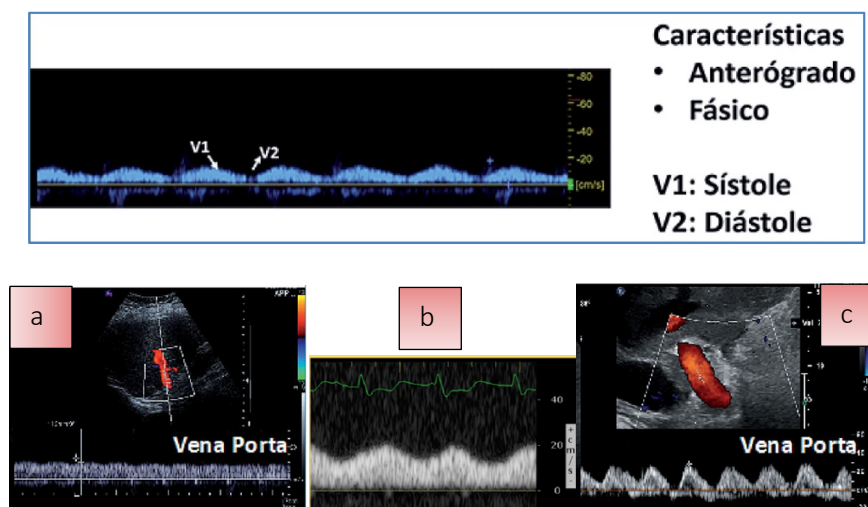 Características
• Anterógrado
• Fásico
V1: Sístole
V2: Diástole
V1
V2
80
-60
-40
-20
[cm/s]
a
b
c
Vena Porta
40
20
0
+cm/s-
Vena Porta